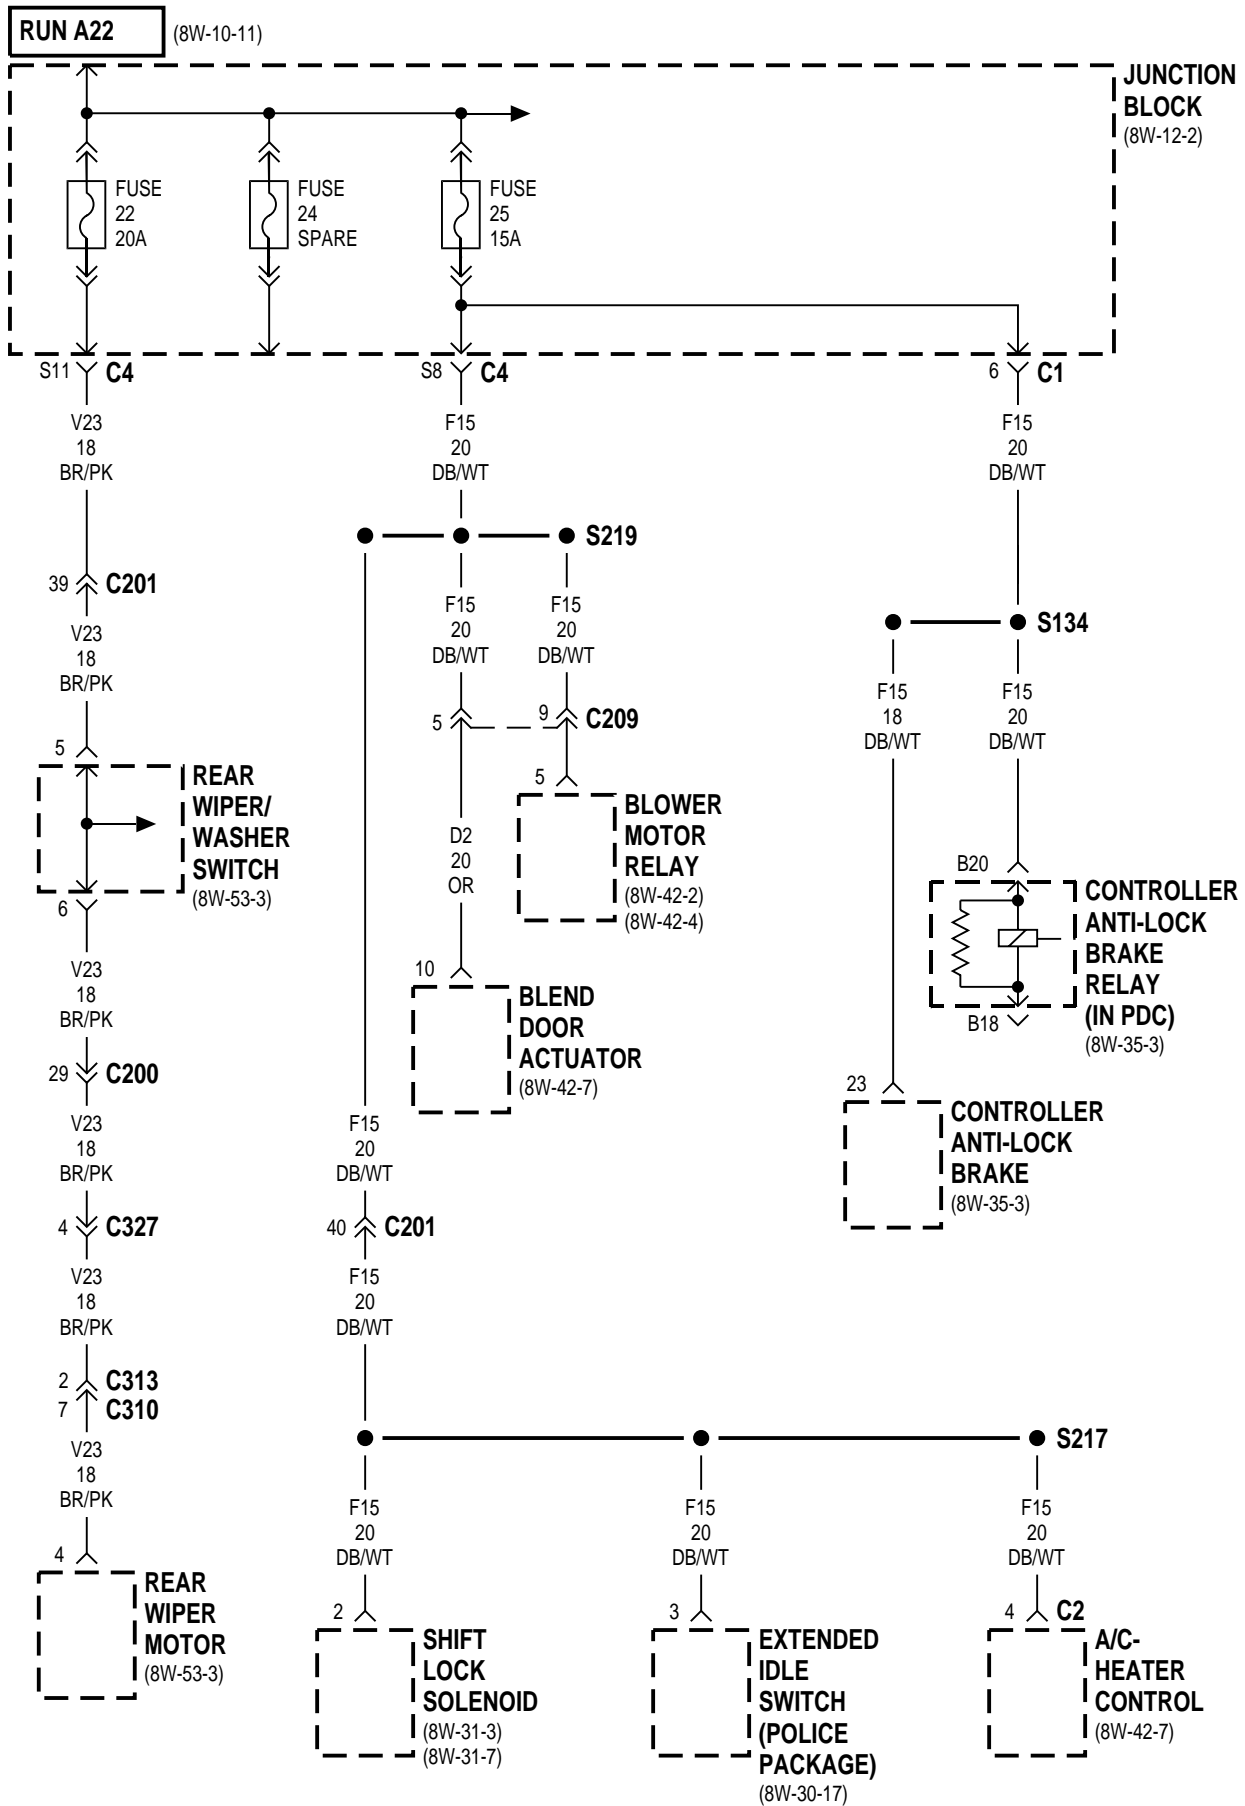 RUN A22
(8W-10-11)
JUNCTION
BLOCK
(8W-12-2)
FUSE
22
20A
FUSE
24
SPARE
FUSE
25
15A
S11
C4
S8
C4
6
C1
V23
18
BR/PK
F15
20
DB/WT
F15
20
DB/WT
S219
39
C201
V23
18
BR/PK
F15
20
DB/WT
F15
20
DB/WT
S134
5
9
C209
F15
18
DB/WT
F15
20
DB/WT
5
REAR
WIPER/
WASHER
SWITCH
(8W-53-3)
6
5
BLOWER
MOTOR
RELAY
(8W-42-2)
(8W-42-4)
D2
20
OR
B20
CONTROLLER
ANTI-LOCK
BRAKE
RELAY
(IN PDC)
(8W-35-3)
B18
V23
18
BR/PK
10
BLEND
DOOR
ACTUATOR
(8W-42-7)
29
C200
23
CONTROLLER
ANTI-LOCK
BRAKE
(8W-35-3)
V23
18
BR/PK
F15
20
DB/WT
4
C327
40
C201
V23
18
BR/PK
F15
20
DB/WT
2
C313
7
C310
V23
18
BR/PK
S217
F15
20
DB/WT
F15
20
DB/WT
F15
20
DB/WT
4
REAR
WIPER
MOTOR
(8W-53-3)
2
SHIFT
LOCK
SOLENOID
(8W-31-3)
(8W-31-7)
3
EXTENDED
IDLE
SWITCH
(POLICE
PACKAGE)
(8W-30-17)
4
C2
A/C-
HEATER
CONTROL
(8W-42-7)